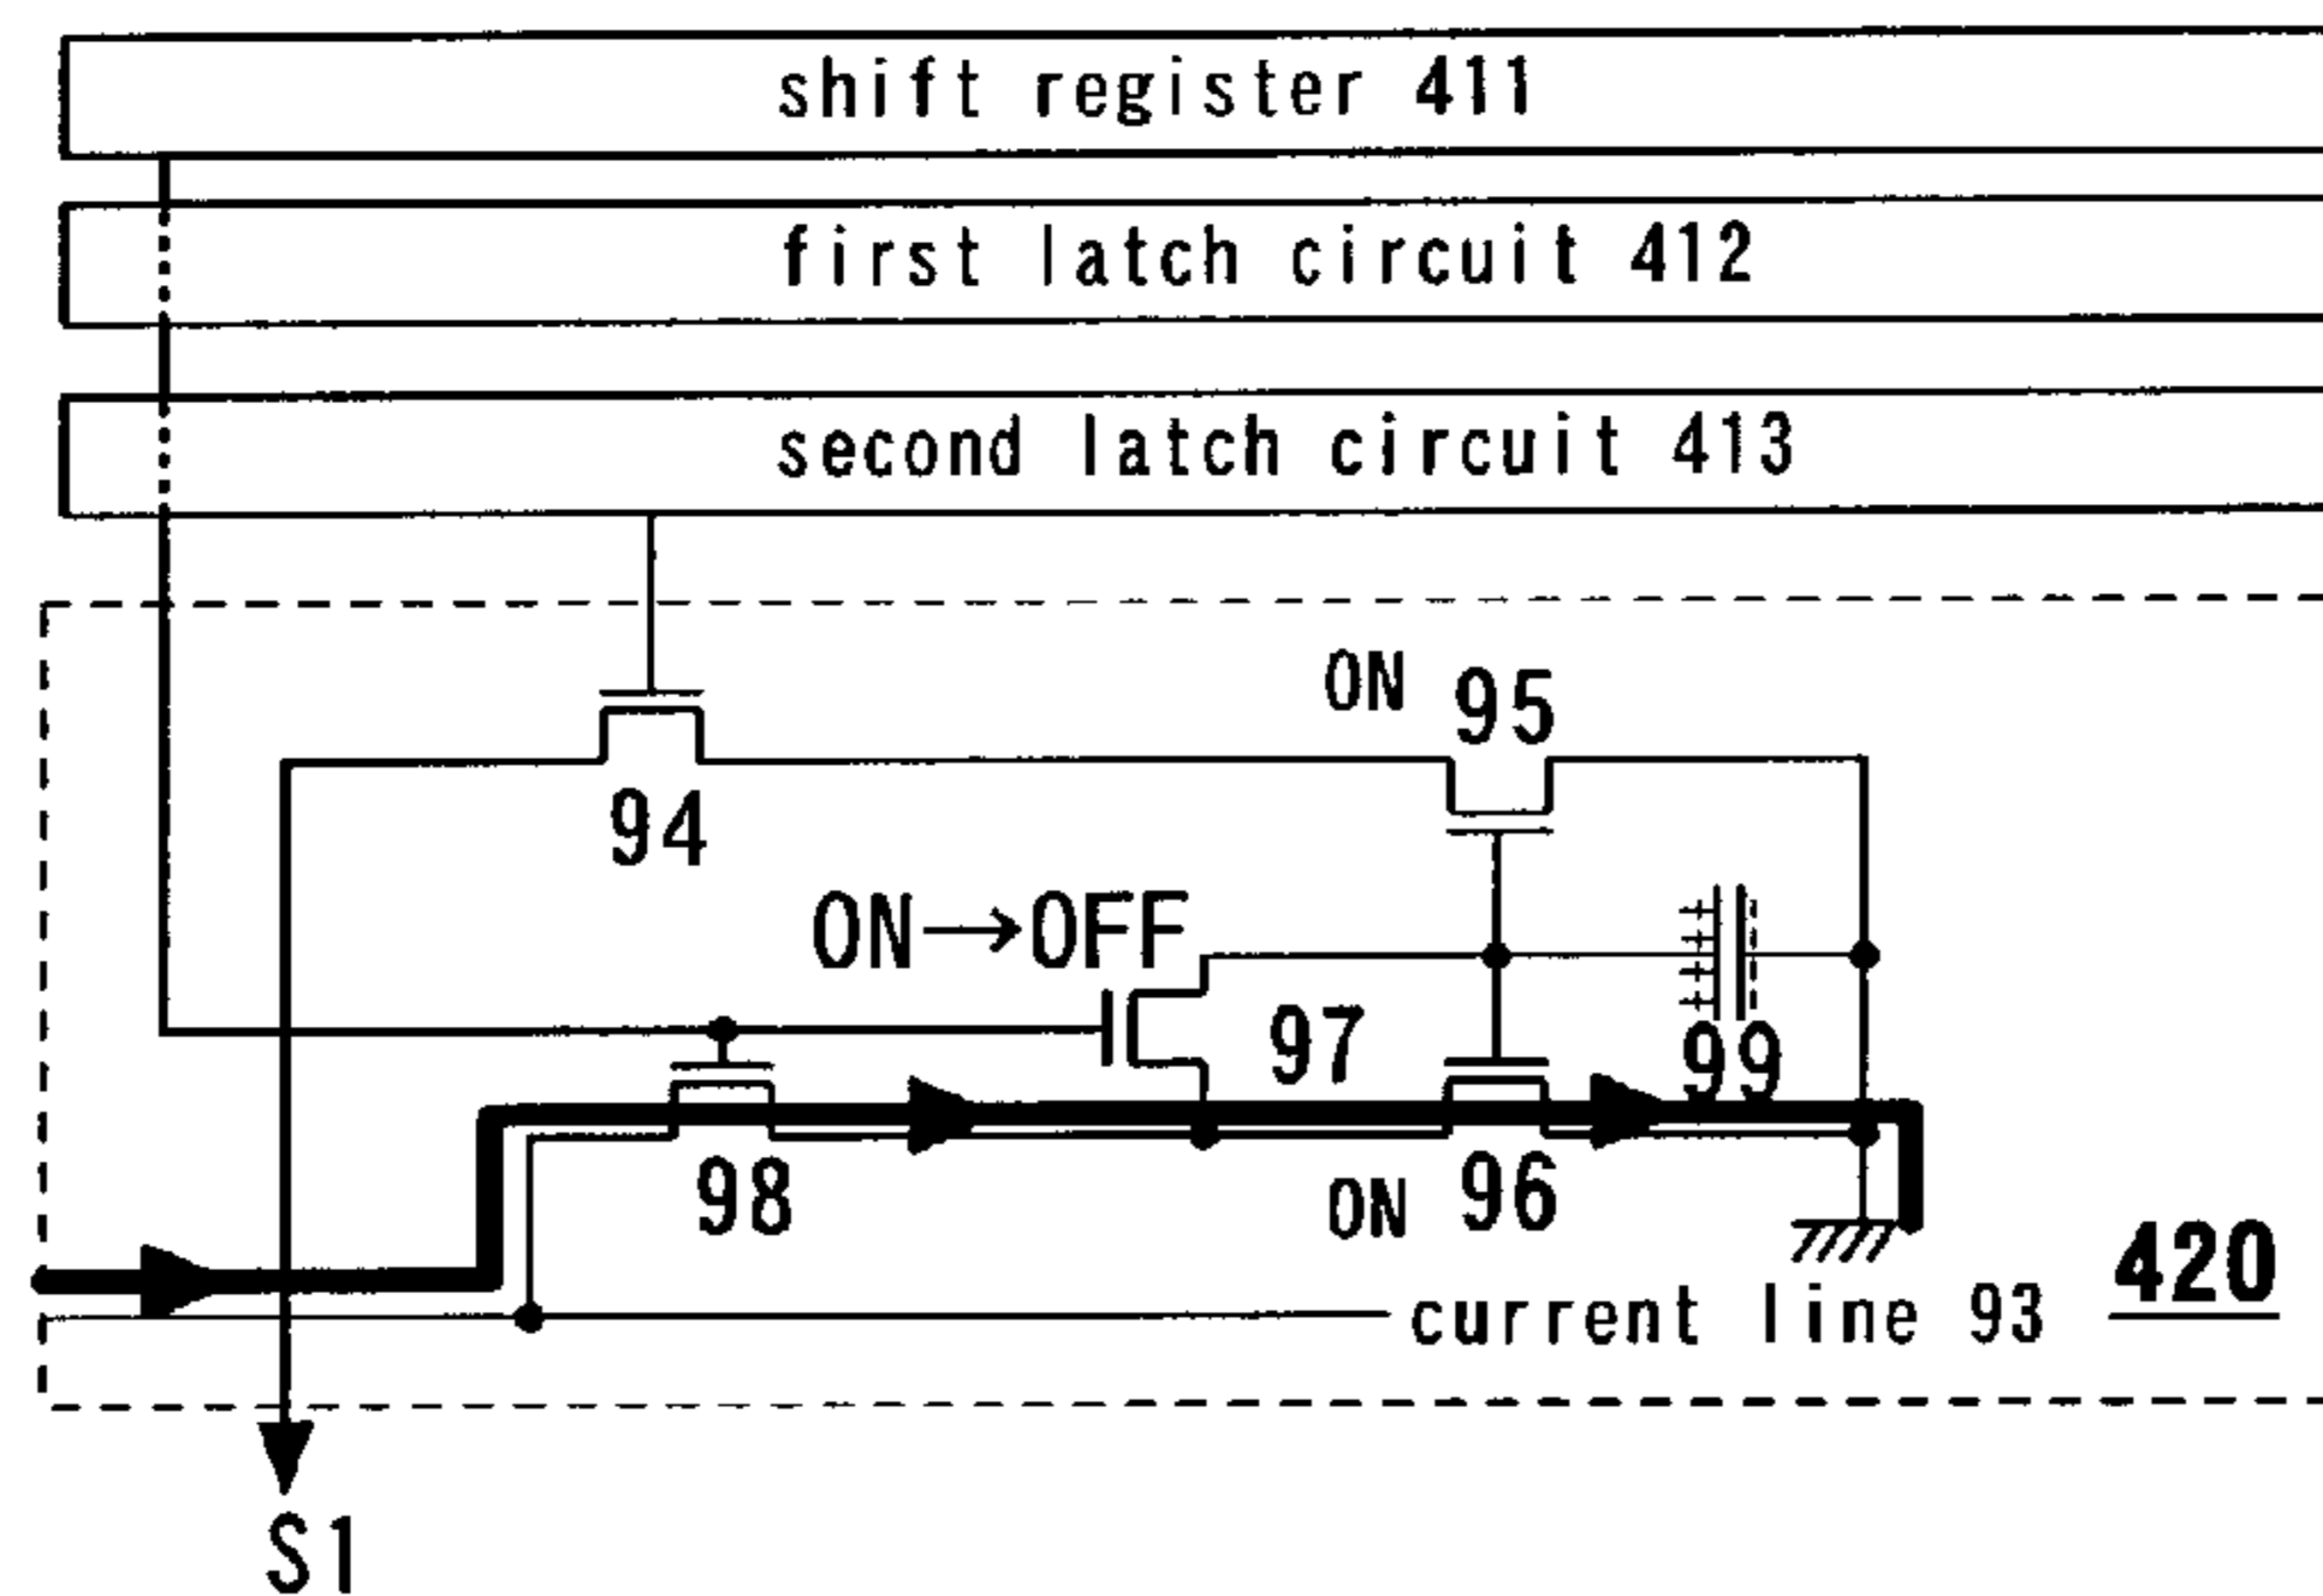 shift register 411
first latch circuit 412
second latch circuit 413
ON 95
94
ON→OFF
97
99
98
ON 96
420
current line 93
S1